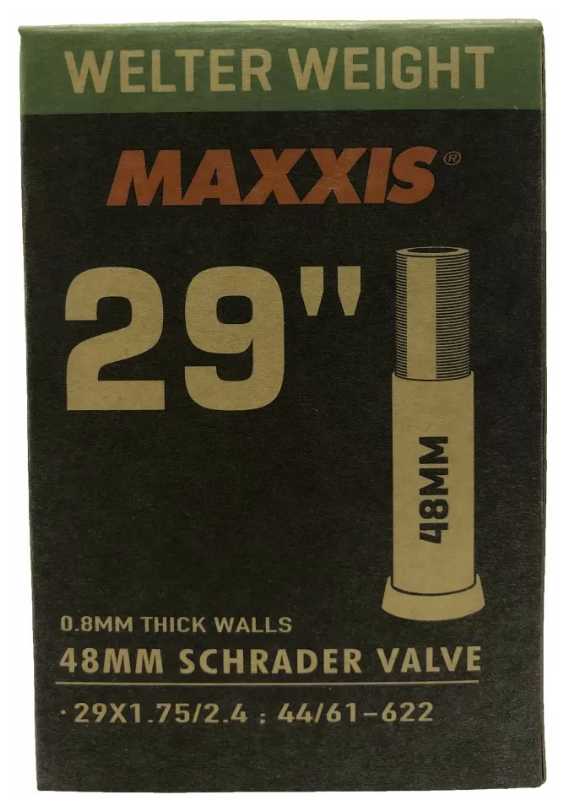 WELTER WEIGHT
MAXXIS®
29"
48MM
0.8MM THICK WALLS
48MM SCHRADER VALVE
· 29X1.75/2.4 : 44/61-622